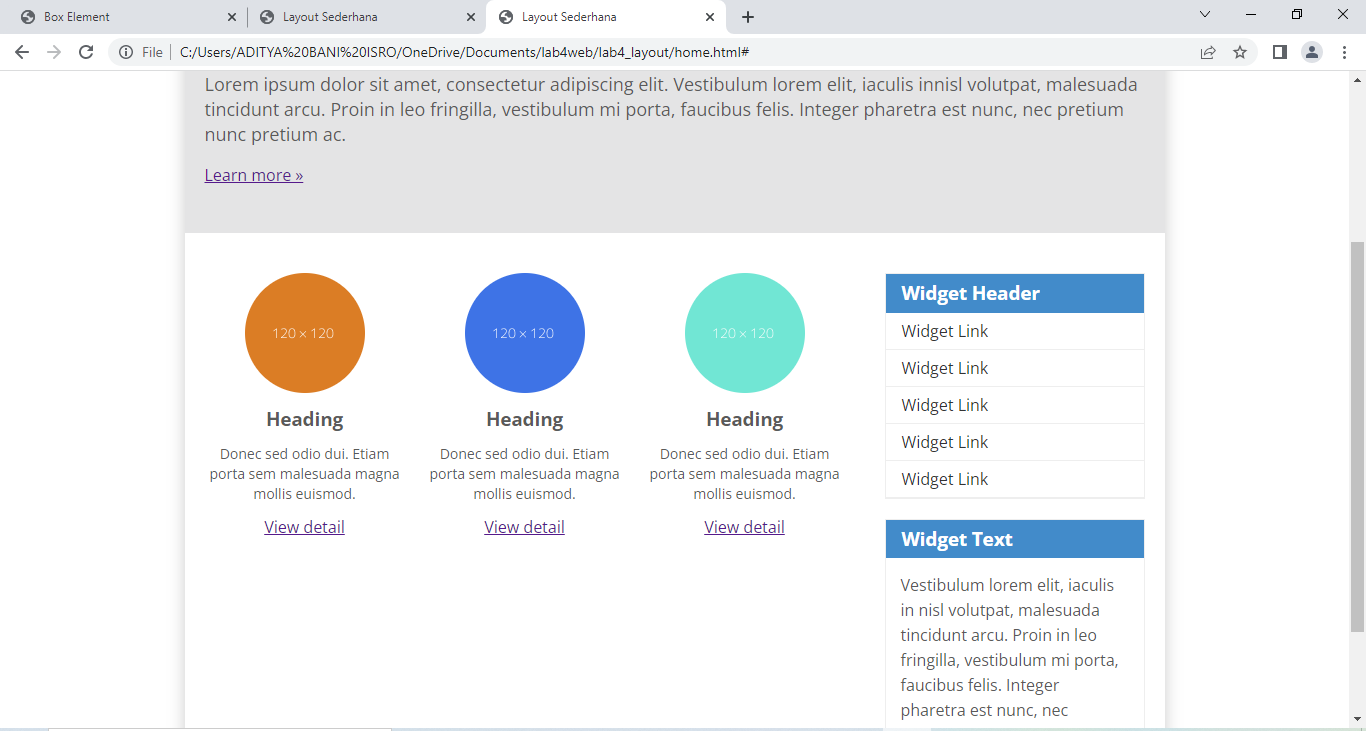 Box Element
Layout Sederhana
Layout Sederhana
File
C:/Users/ADITYA%20BANI%20ISRO/OneDrive/Documents/lab4web/lab4_layout/home.html#
Lorem ipsum dolor sit amet, consectetur adipiscing elit. Vestibulum lorem elit, iaculis innisl volutpat, malesuada
tincidunt arcu. Proin in leo fringilla, vestibulum mi porta, faucibus felis. Integer pharetra est nunc, nec pretium
nunc pretium ac.
Learn more »
120 × 120
Heading
Donec sed odio dui. Etiam
porta sem malesuada magna
mollis euismod.
View detail
120 × 120
Heading
Donec sed odio dui. Etiam
porta sem malesuada magna
mollis euismod.
View detail
120 × 120
Heading
Donec sed odio dui. Etiam
porta sem malesuada magna
mollis euismod.
View detail
Widget Header
Widget Link
Widget Link
Widget Link
Widget Link
Widget Link
Widget Text
Vestibulum lorem elit, iaculis
in nisl volutpat, malesuada
tincidunt arcu. Proin in leo
fringilla, vestibulum mi porta,
faucibus felis. Integer
pharetra est nunc, nec